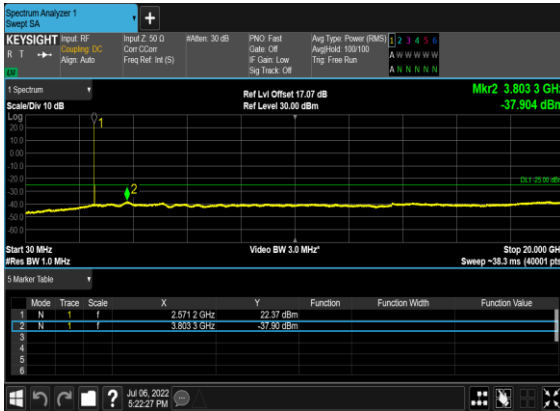 Spectrum Analyzer 1
Swept SA
+
KEYSIGHT Input: RF Input Z: 50 Ω #Atten: 30 dB PNO: Fast Avg Type: Power (RMS) 1 2 3 4 5 6
R T Coupling: DC Corr CCorr Gate: Off Avg|Hold: 100/100 A W W W W W
Align: Auto Freq Ref: Int (S) IF Gain: Low Trig: Free Run
Sig Track: Off A N N N N N
1 Spectrum
Ref Lvl Offset 17.07 dB Mkr2 3.803 3 GHz
Scale/Div 10 dB Ref Level 30.00 dBm -37.904 dBm
Log
1
20.0
10.0
0.00
-10.0
-20.0
DL1 -25.00 dBm
-30.0
2
-40.0
-50.0
-60.0
Start 30 MHz Video BW 3.0 MHz* Stop 20.000 GHz
#Res BW 1.0 MHz Sweep ~38.3 ms (40001 pts)
5 Marker Table
Mode Trace Scale X Y Function Function Width Function Value
1 N 1 f 2.571 2 GHz 22.37 dBm
2 N 1 f 3.803 3 GHz -37.90 dBm
3
4
5
6
? Jul 06, 2022
5:22:27 PM